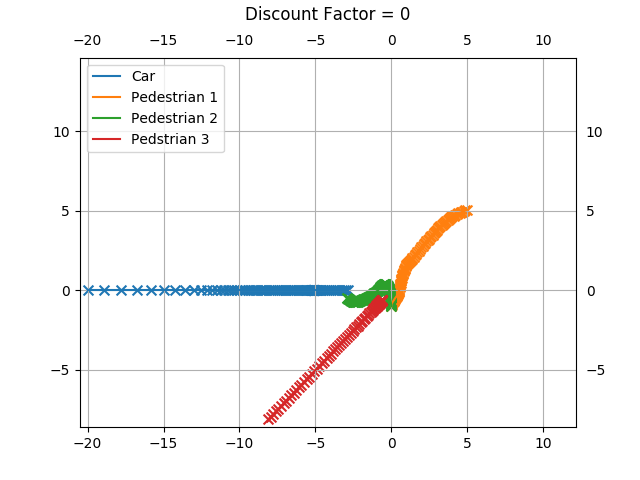 Discount Factor = 0
−20 −15 −10 −5 0 5 10
Car
Pedestrian 1
Pedestrian 2
Pedstrian 3
10 10
5 5
0 0
−5 −5
−20 −15 −10 −5 0 5 10